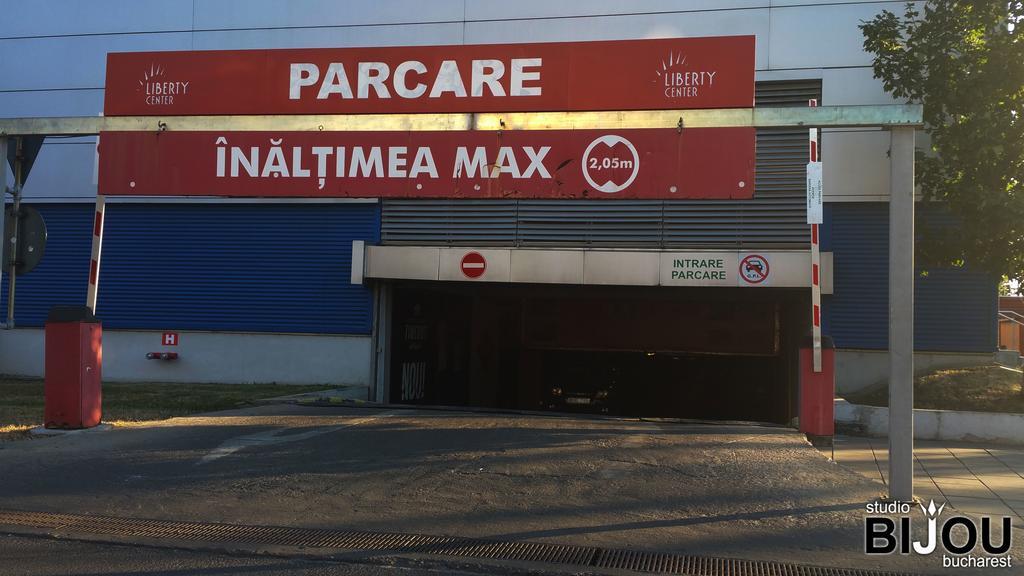 LIBERTY
CENTER
PARCARE
LIBERTY
CENTER
ÎNĂLȚIMEA MAX 2,05m
INTRARE
PARCARE
G.P.L.
H
NOU!
studio
BIJOU
bucharest